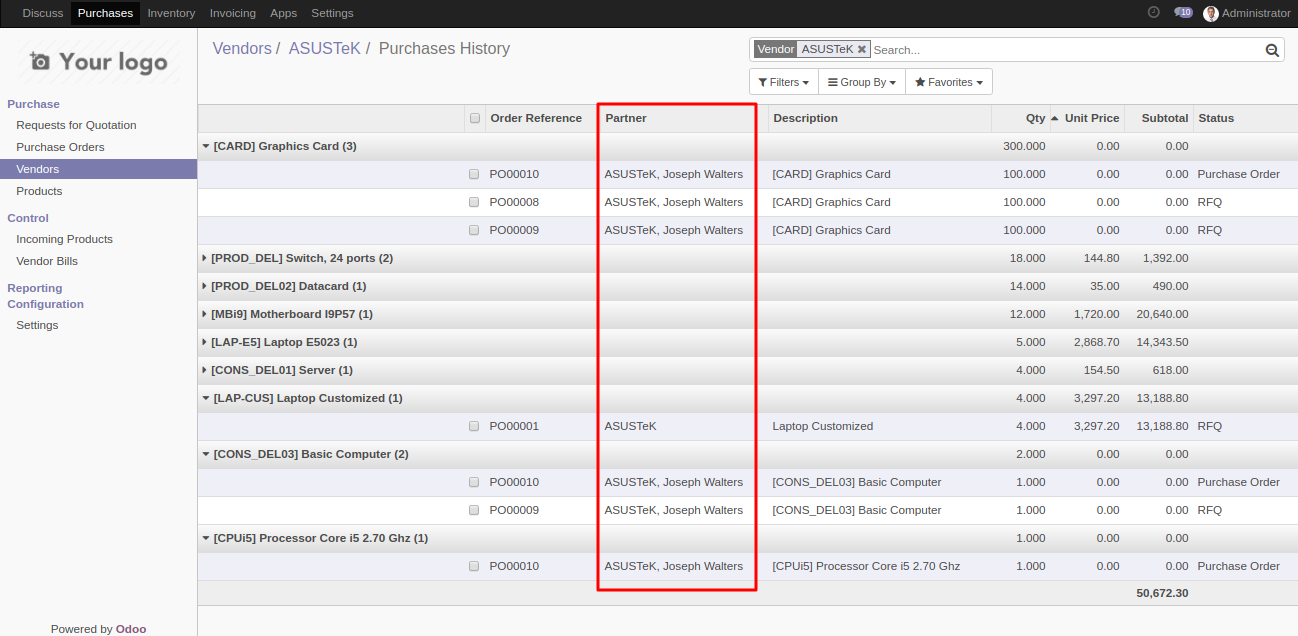 Discuss Purchases Inventory Invoicing Apps Settings 10 Administrator
Your logo
Vendors / ASUSTeK / Purchases History
Vendor ASUSTeK Search...
Filters Group By Favorites
Purchase
Requests for Quotation
Purchase Orders
Vendors
Products
Control
Incoming Products
Vendor Bills
Reporting
Configuration
Settings
Powered by Odoo
Order Reference Partner Description Qty Unit Price Subtotal Status
[CARD] Graphics Card (3) 300.000 0.00 0.00
PO00010 ASUSTeK, Joseph Walters [CARD] Graphics Card 100.000 0.00 0.00 Purchase Order
PO00008 ASUSTeK, Joseph Walters [CARD] Graphics Card 100.000 0.00 0.00 RFQ
PO00009 ASUSTeK, Joseph Walters [CARD] Graphics Card 100.000 0.00 0.00 RFQ
[PROD_DEL] Switch, 24 ports (2) 18.000 144.80 1,392.00
[PROD_DEL02] Datacard (1) 14.000 35.00 490.00
[MBi9] Motherboard I9P57 (1) 12.000 1,720.00 20,640.00
[LAP-E5] Laptop E5023 (1) 5.000 2,868.70 14,343.50
[CONS_DEL01] Server (1) 4.000 154.50 618.00
[LAP-CUS] Laptop Customized (1) 4.000 3,297.20 13,188.80
PO00001 ASUSTeK Laptop Customized 4.000 3,297.20 13,188.80 RFQ
[CONS_DEL03] Basic Computer (2) 2.000 0.00 0.00
PO00010 ASUSTeK, Joseph Walters [CONS_DEL03] Basic Computer 1.000 0.00 0.00 Purchase Order
PO00009 ASUSTeK, Joseph Walters [CONS_DEL03] Basic Computer 1.000 0.00 0.00 RFQ
[CPUi5] Processor Core i5 2.70 Ghz (1) 1.000 0.00 0.00
PO00010 ASUSTeK, Joseph Walters [CPUi5] Processor Core i5 2.70 Ghz 1.000 0.00 0.00 Purchase Order
50,672.30